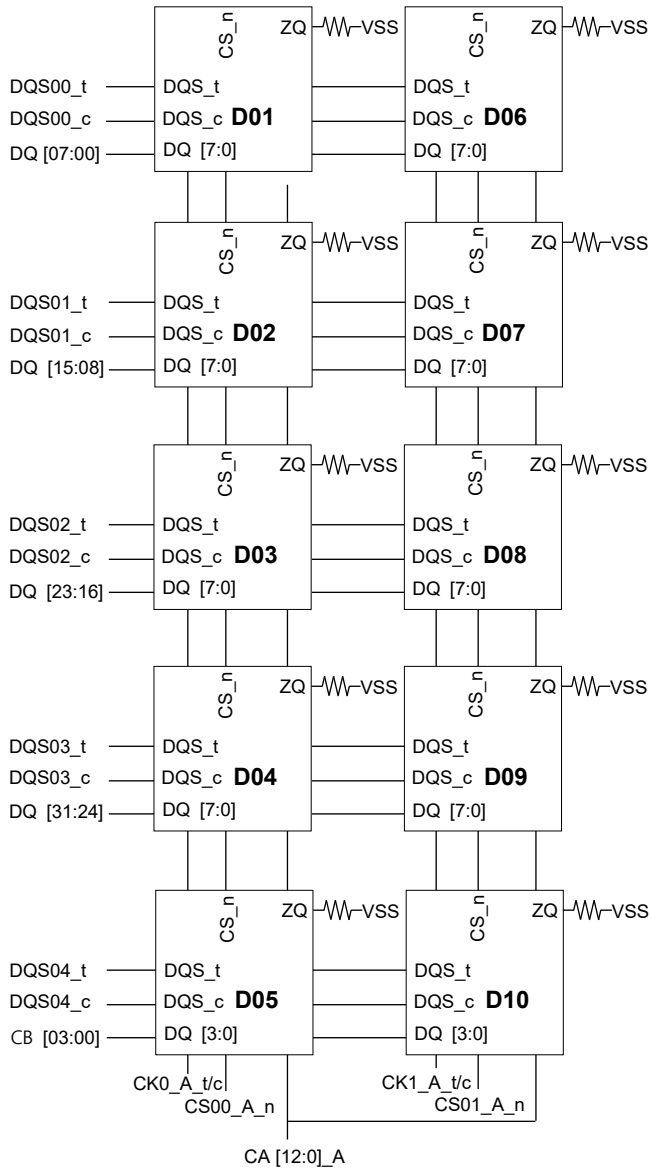 CS_n ZQ VSS CS_n ZQ VSS
DQS00_t DQS_t DQS_t
DQS00_c DQS_c D01 DQS_c D06
DQ [07:00] DQ [7:0] DQ [7:0]
CS_n ZQ VSS CS_n ZQ VSS
DQS01_t DQS_t DQS_t
DQS01_c DQS_c D02 DQS_c D07
DQ [15:08] DQ [7:0] DQ [7:0]
CS_n ZQ VSS CS_n ZQ VSS
DQS02_t DQS_t DQS_t
DQS02_c DQS_c D03 DQS_c D08
DQ [23:16] DQ [7:0] DQ [7:0]
CS_n ZQ VSS CS_n ZQ VSS
DQS03_t DQS_t DQS_t
DQS03_c DQS_c D04 DQS_c D09
DQ [31:24] DQ [7:0] DQ [7:0]
CS_n ZQ VSS CS_n ZQ VSS
DQS04_t DQS_t DQS_t
DQS04_c DQS_c D05 DQS_c D10
CB [03:00] DQ [3:0] DQ [3:0]
CK0_A_t/c CK1_A_t/c
CS00_A_n CS01_A_n
CA [12:0]_A